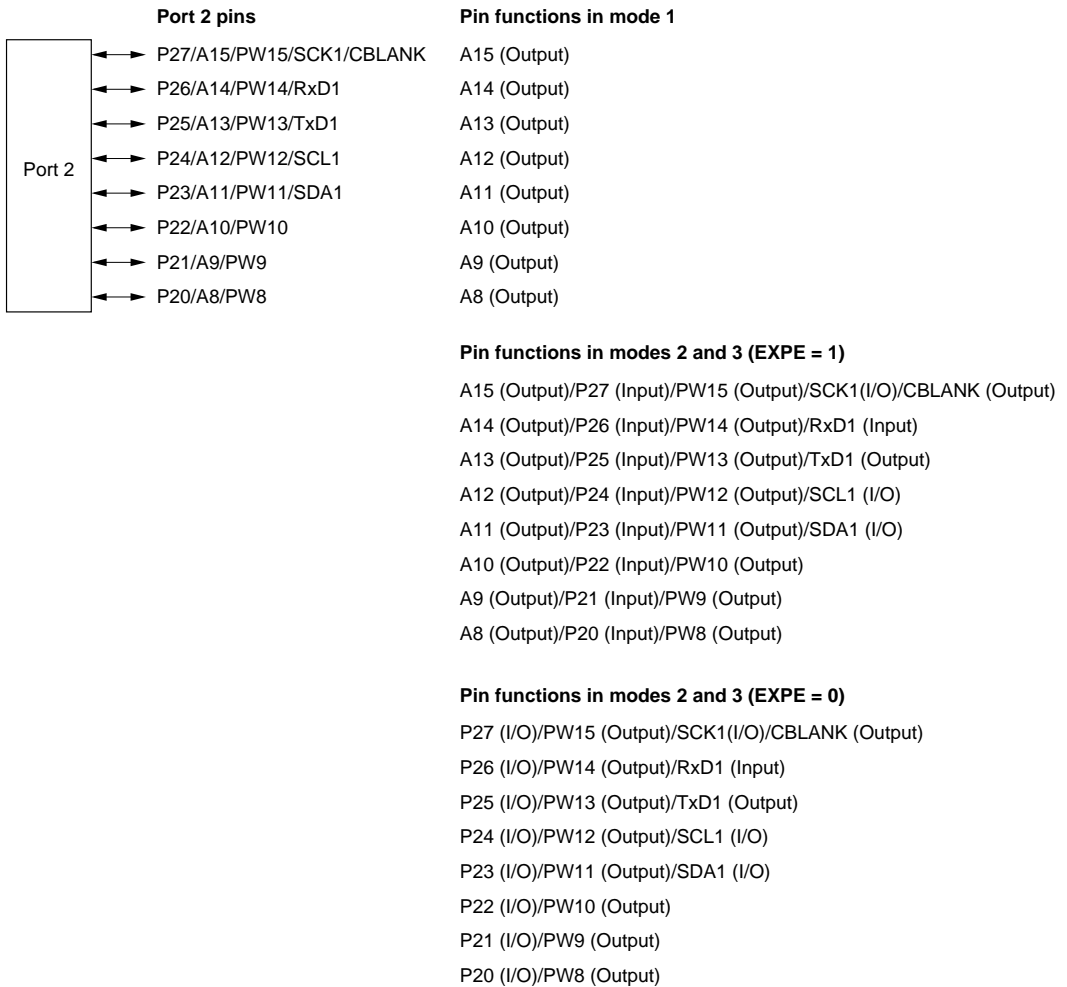 Port 2 pins Pin functions in mode 1
P27/A15/PW15/SCK1/CBLANK A15 (Output)
P26/A14/PW14/RxD1 A14 (Output)
P25/A13/PW13/TxD1 A13 (Output)
P24/A12/PW12/SCL1 A12 (Output)
Port 2
P23/A11/PW11/SDA1 A11 (Output)
P22/A10/PW10 A10 (Output)
P21/A9/PW9 A9 (Output)
P20/A8/PW8 A8 (Output)
Pin functions in modes 2 and 3 (EXPE = 1)
A15 (Output)/P27 (Input)/PW15 (Output)/SCK1(I/O)/CBLANK (Output)
A14 (Output)/P26 (Input)/PW14 (Output)/RxD1 (Input)
A13 (Output)/P25 (Input)/PW13 (Output)/TxD1 (Output)
A12 (Output)/P24 (Input)/PW12 (Output)/SCL1 (I/O)
A11 (Output)/P23 (Input)/PW11 (Output)/SDA1 (I/O)
A10 (Output)/P22 (Input)/PW10 (Output)
A9 (Output)/P21 (Input)/PW9 (Output)
A8 (Output)/P20 (Input)/PW8 (Output)
Pin functions in modes 2 and 3 (EXPE = 0)
P27 (I/O)/PW15 (Output)/SCK1(I/O)/CBLANK (Output)
P26 (I/O)/PW14 (Output)/RxD1 (Input)
P25 (I/O)/PW13 (Output)/TxD1 (Output)
P24 (I/O)/PW12 (Output)/SCL1 (I/O)
P23 (I/O)/PW11 (Output)/SDA1 (I/O)
P22 (I/O)/PW10 (Output)
P21 (I/O)/PW9 (Output)
P20 (I/O)/PW8 (Output)